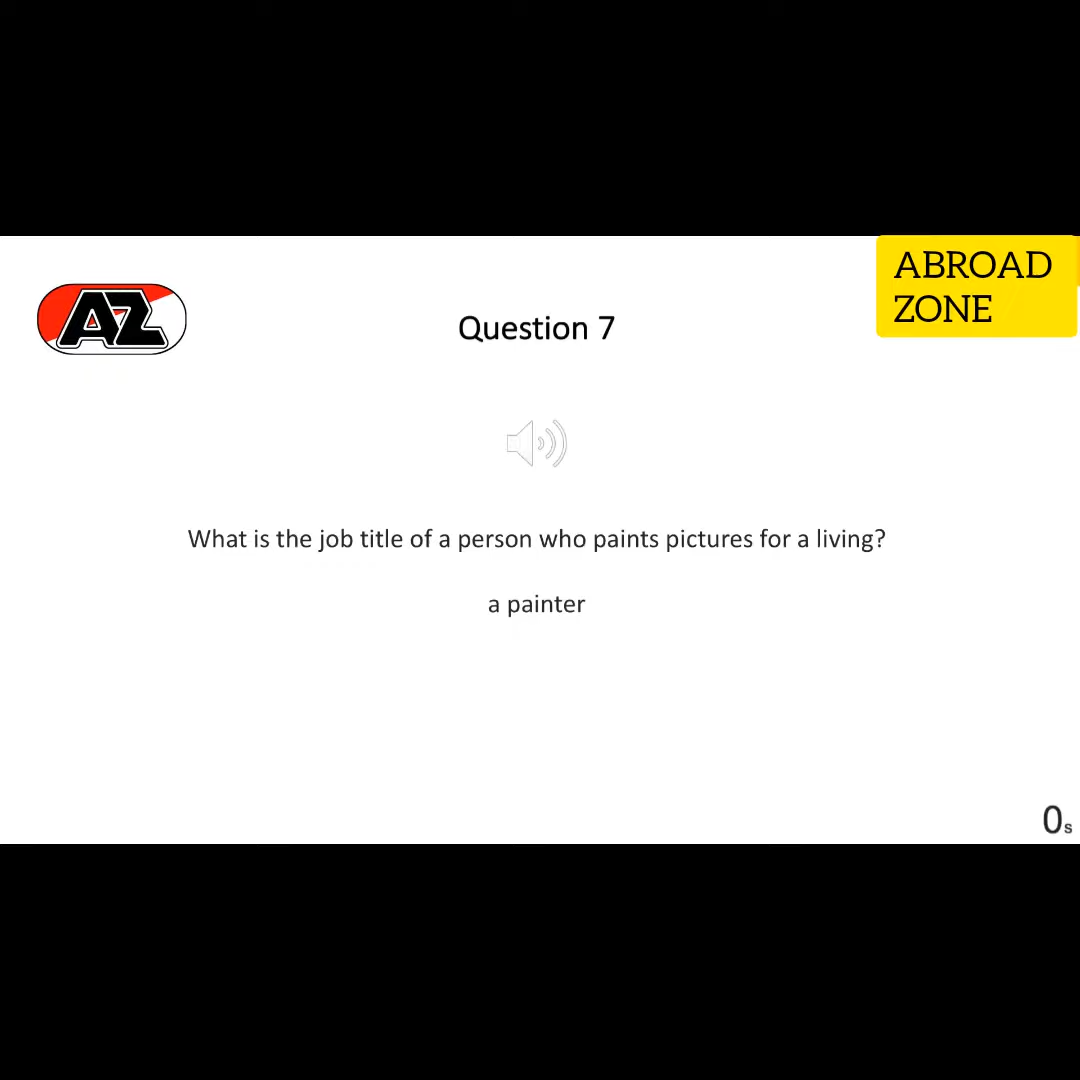 AZ
ABROAD
ZONE
Question 7
What is the job title of a person who paints pictures for a living?
a painter
0s